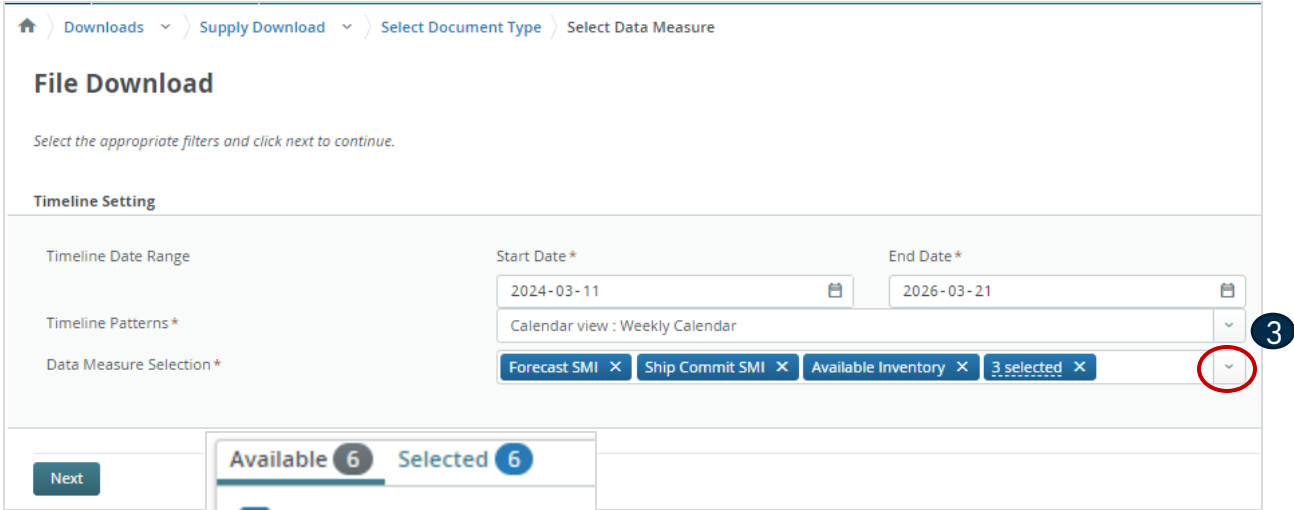 Downloads Supply Download Select Document Type Select Data Measure
File Download
Select the appropriate filters and click next to continue.
Timeline Setting
Timeline Date Range Start Date* End Date*
2024-03-11 2026-03-21
Timeline Patterns* Calendar view : Weekly Calendar
3
Data Measure Selection* Forecast SMI × Ship Commit SMI × Available Inventory × 3 selected ×
Available 6 Selected 6
Next